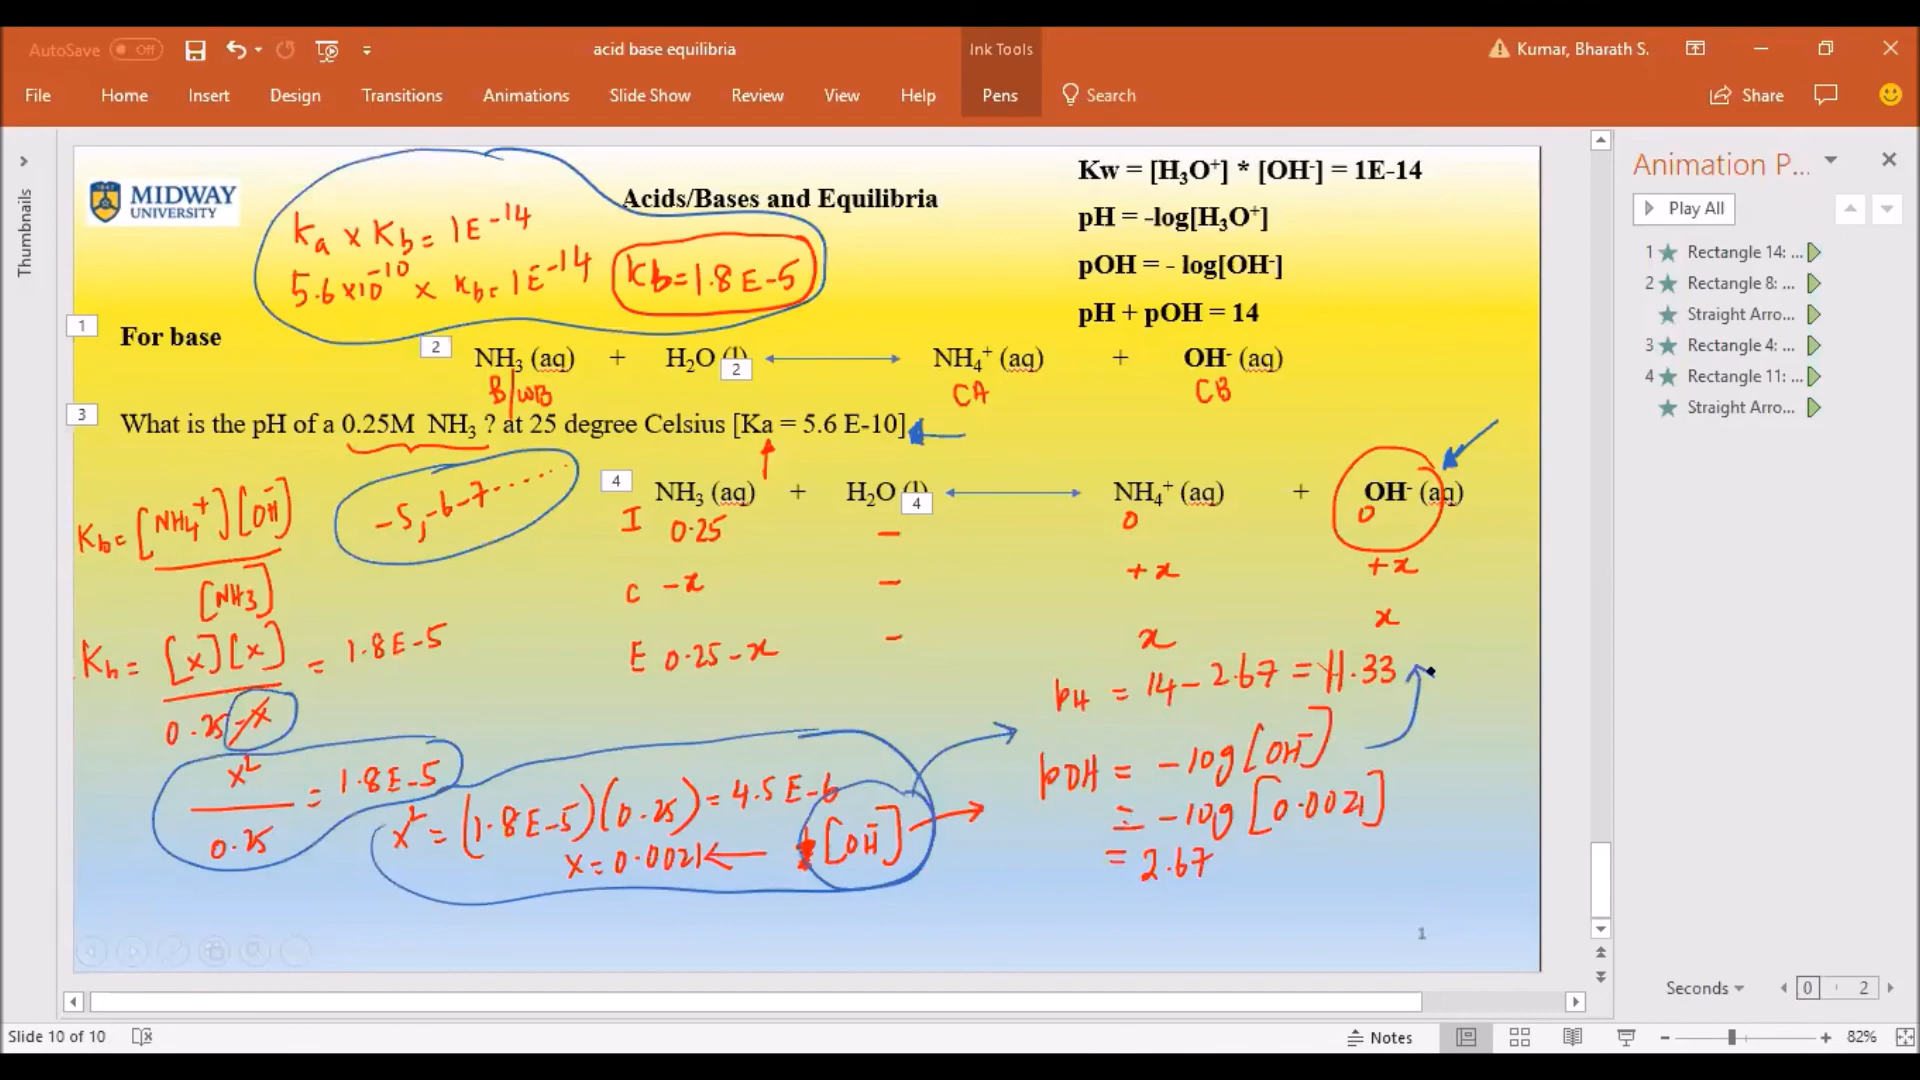 AutoSave Off acid base equilibria Ink Tools Kumar, Bharath S.
File Home Insert Design Transitions Animations Slide Show Review View Help Pens Search Share
Thumbnails
MIDWAY
UNIVERSITY
Acids/Bases and Equilibria
Kw = [H₃O⁺] * [OH⁻] = 1E-14
pH = -log[H₃O⁺]
pOH = - log[OH⁻]
pH + pOH = 14
Ka x Kb = 1E-14
5.6x10⁻¹⁰ x Kb = 1E-14
Kb=1.8E-5
1 For base
2 NH₃ (aq) + H₂O (l) 2 NH₄⁺ (aq) + OH⁻ (aq)
B/WB CA CB
3 What is the pH of a 0.25M NH₃ ? at 25 degree Celsius [Ka = 5.6 E-10]
-5, -6 -7 ......
4 NH₃ (aq) + H₂O (l) 4 NH₄⁺ (aq) + OH⁻ (aq)
I 0.25 – 0 0
C -x – +x +x
E 0.25-x – x x
Kb = [NH₄⁺][OH⁻]
[NH₃]
Kb = [x][x] = 1.8E-5
0.25-x
x² = 1.8E-5
0.25
x² = (1.8E-5)(0.25) = 4.5E-6
x = 0.0021 ← [OH⁻]
pH = 14-2.67 = 11.33
pOH = -log[OH⁻]
= -log[0.0021]
= 2.67
1
Animation P...
Play All
1 Rectangle 14: ...
2 Rectangle 8: ...
Straight Arro...
3 Rectangle 4: ...
4 Rectangle 11: ...
Straight Arro...
Seconds 0 2
Slide 10 of 10 Notes 82%